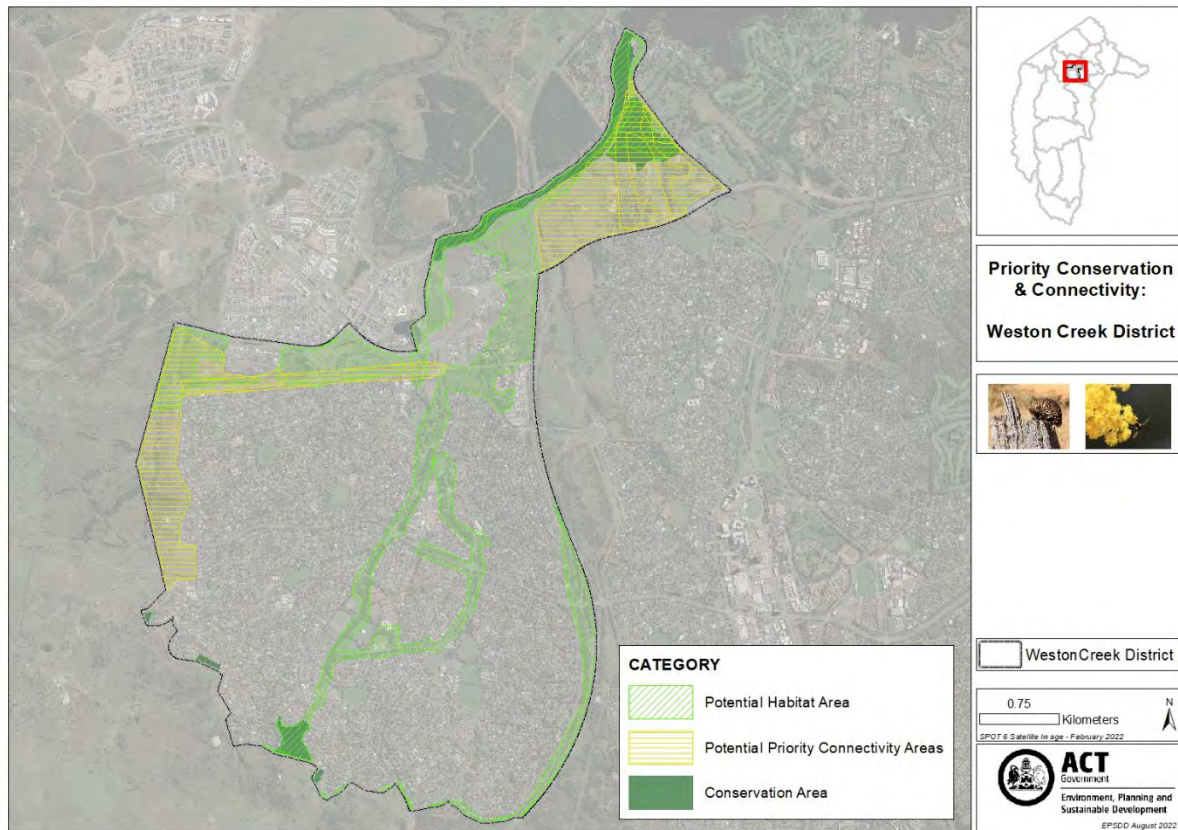 Priority Conservation
& Connectivity:
Weston Creek District
CATEGORY
Potential Habitat Area
Potential Priority Connectivity Areas
Conservation Area
Weston Creek District
0.75
Kilometers
N
SPOT 6 Satellite Image - February 2022
ACT
Government
Environment, Planning and
Sustainable Development
EPSDD August 2022